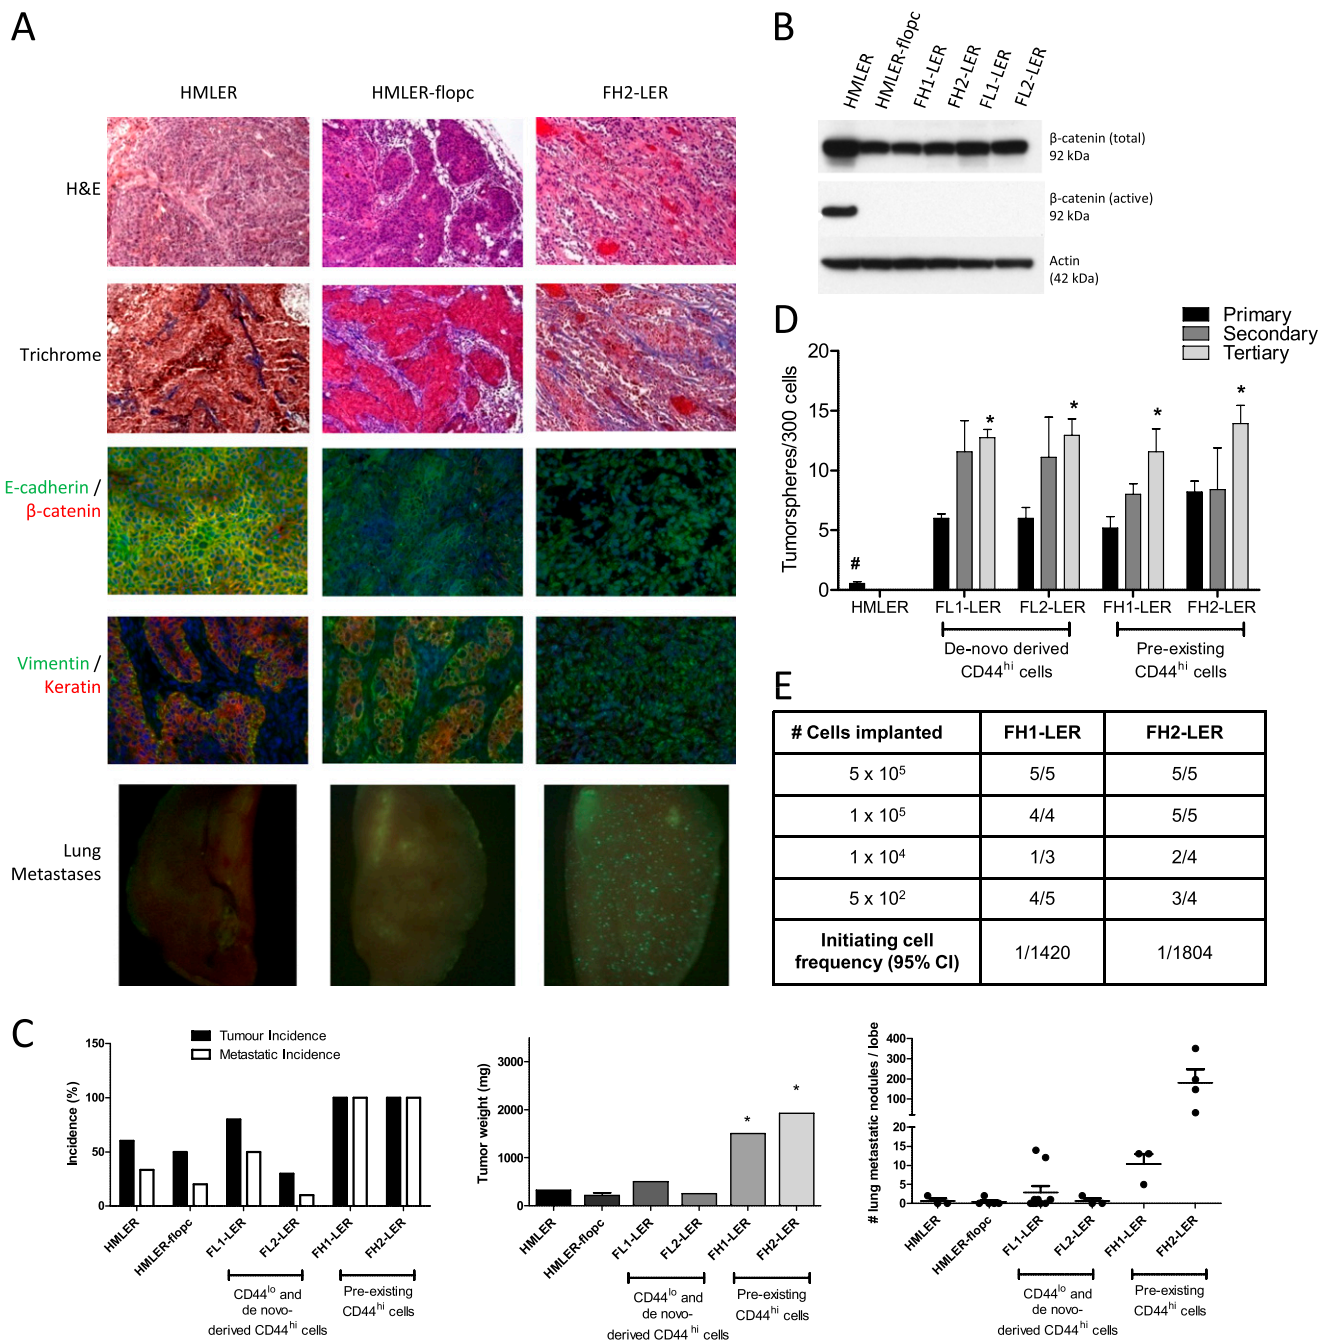 A
HMLER
HMLER-flopc
FH2-LER
H&E
Trichrome
E-cadherin /
β-catenin
Vimentin /
Keratin
Lung
Metastases
B
HMLER
HMLER-flopc
FH1-LER
FH2-LER
FL1-LER
FL2-LER
β-catenin (total)
92 kDa
β-catenin (active)
92 kDa
Actin
(42 kDa)
D
Primary
Secondary
Tertiary
Tumorspheres/300 cells
20
15
10
5
0
#
*
*
*
*
HMLER
FL1-LER
FL2-LER
FH1-LER
FH2-LER
De-novo derived
CD44hi cells
Pre-existing
CD44hi cells
E
# Cells implanted FH1-LER FH2-LER
5 x 10⁵ 5/5 5/5
1 x 10⁵ 4/4 5/5
1 x 10⁴ 1/3 2/4
5 x 10² 4/5 3/4
Initiating cell
frequency (95% CI) 1/1420 1/1804
C
Tumour Incidence
Metastatic Incidence
Incidence (%)
150
100
50
0
HMLER
HMLER-flopc
FL1-LER
FL2-LER
FH1-LER
FH2-LER
CD44lo and
de novo-
derived CD44hi cells
Pre-existing
CD44hi cells
Tumor weight (mg)
3000
2000
1000
0
*
*
HMLER
HMLER-flopc
FL1-LER
FL2-LER
FH1-LER
FH2-LER
CD44lo and
de novo-
derived CD44hi cells
Pre-existing
CD44hi cells
# lung metastatic nodules / lobe
400
300
200
100
20
15
10
5
0
HMLER
HMLER-flopc
FL1-LER
FL2-LER
FH1-LER
FH2-LER
CD44lo and
de novo-
derived CD44hi cells
Pre-existing
CD44hi cells